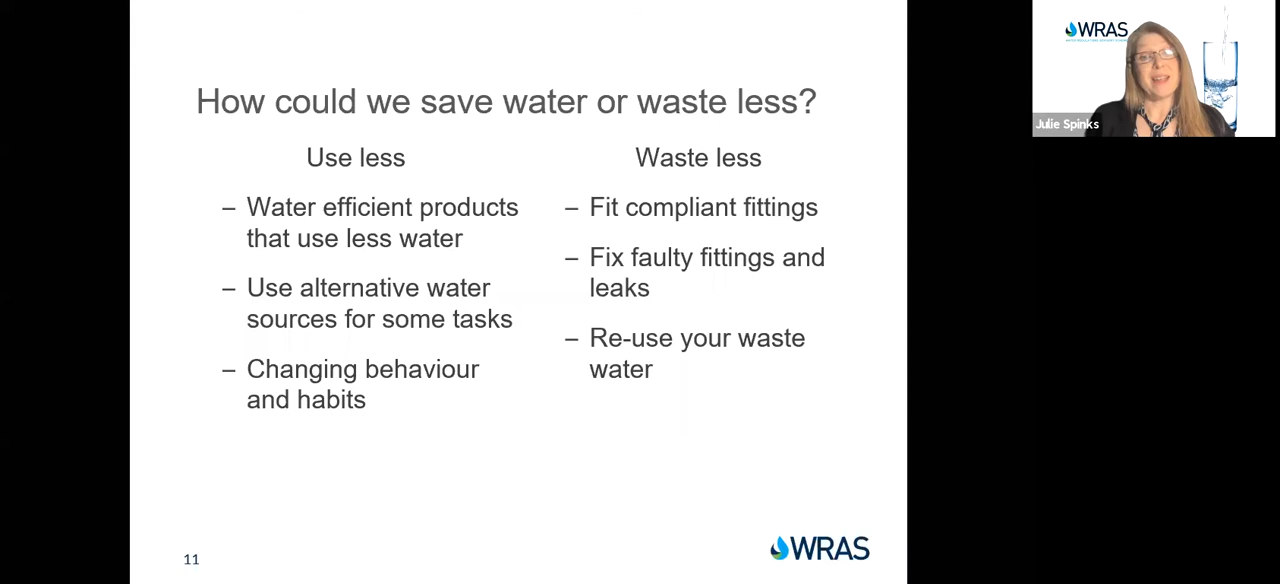 How could we save water or waste less?
Use less
– Water efficient products
that use less water
– Use alternative water
sources for some tasks
– Changing behaviour
and habits
Waste less
– Fit compliant fittings
– Fix faulty fittings and
leaks
– Re-use your waste
water
11
WRAS
WRAS
Julie Spinks